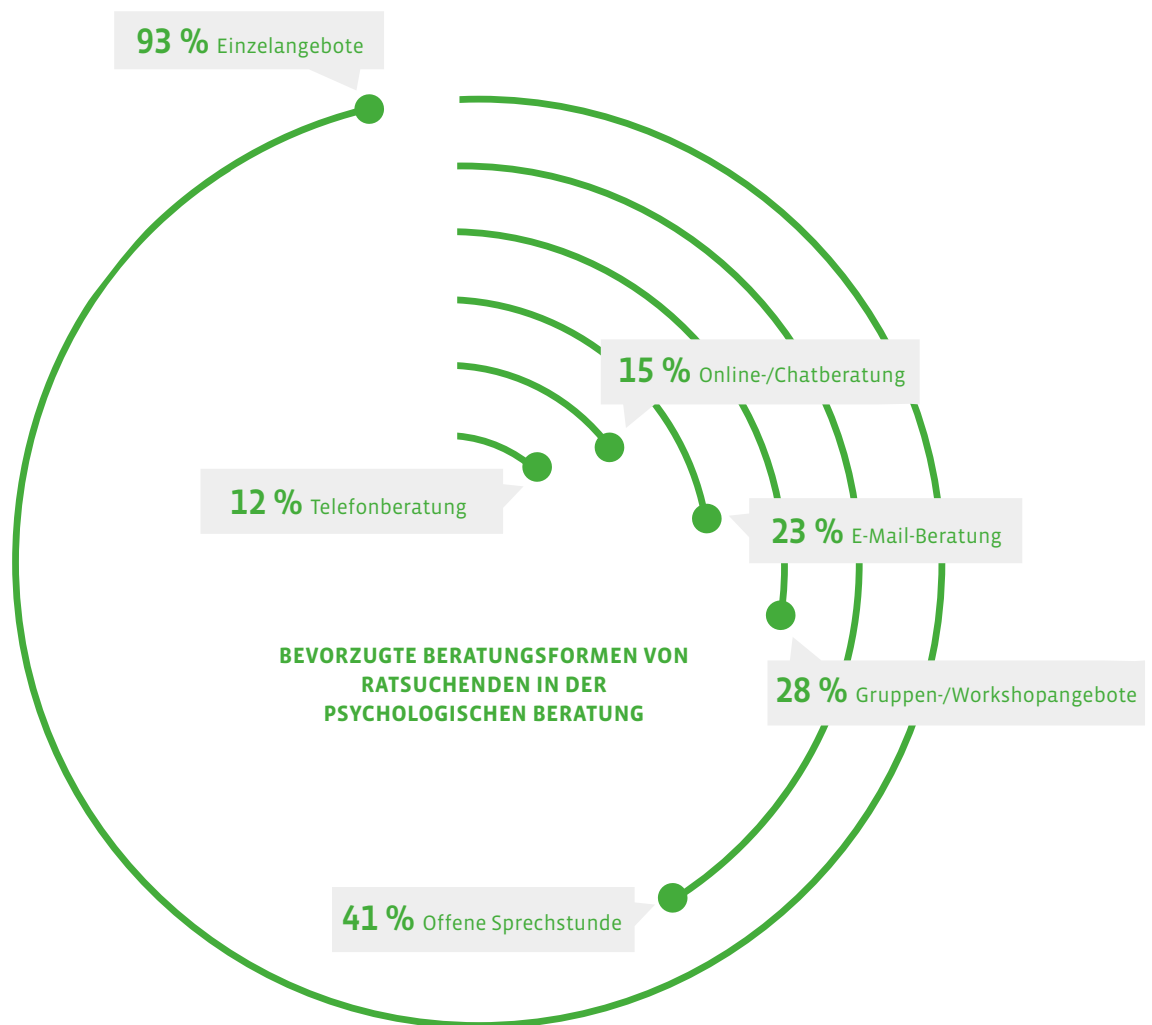 93 % Einzelangebote
15 % Online-/Chatberatung
12 % Telefonberatung
23 % E-Mail-Beratung
BEVORZUGTE BERATUNGSFORMEN VON
RATSUCHENDEN IN DER
PSYCHOLOGISCHEN BERATUNG
28 % Gruppen-/Workshopangebote
41 % Offene Sprechstunde